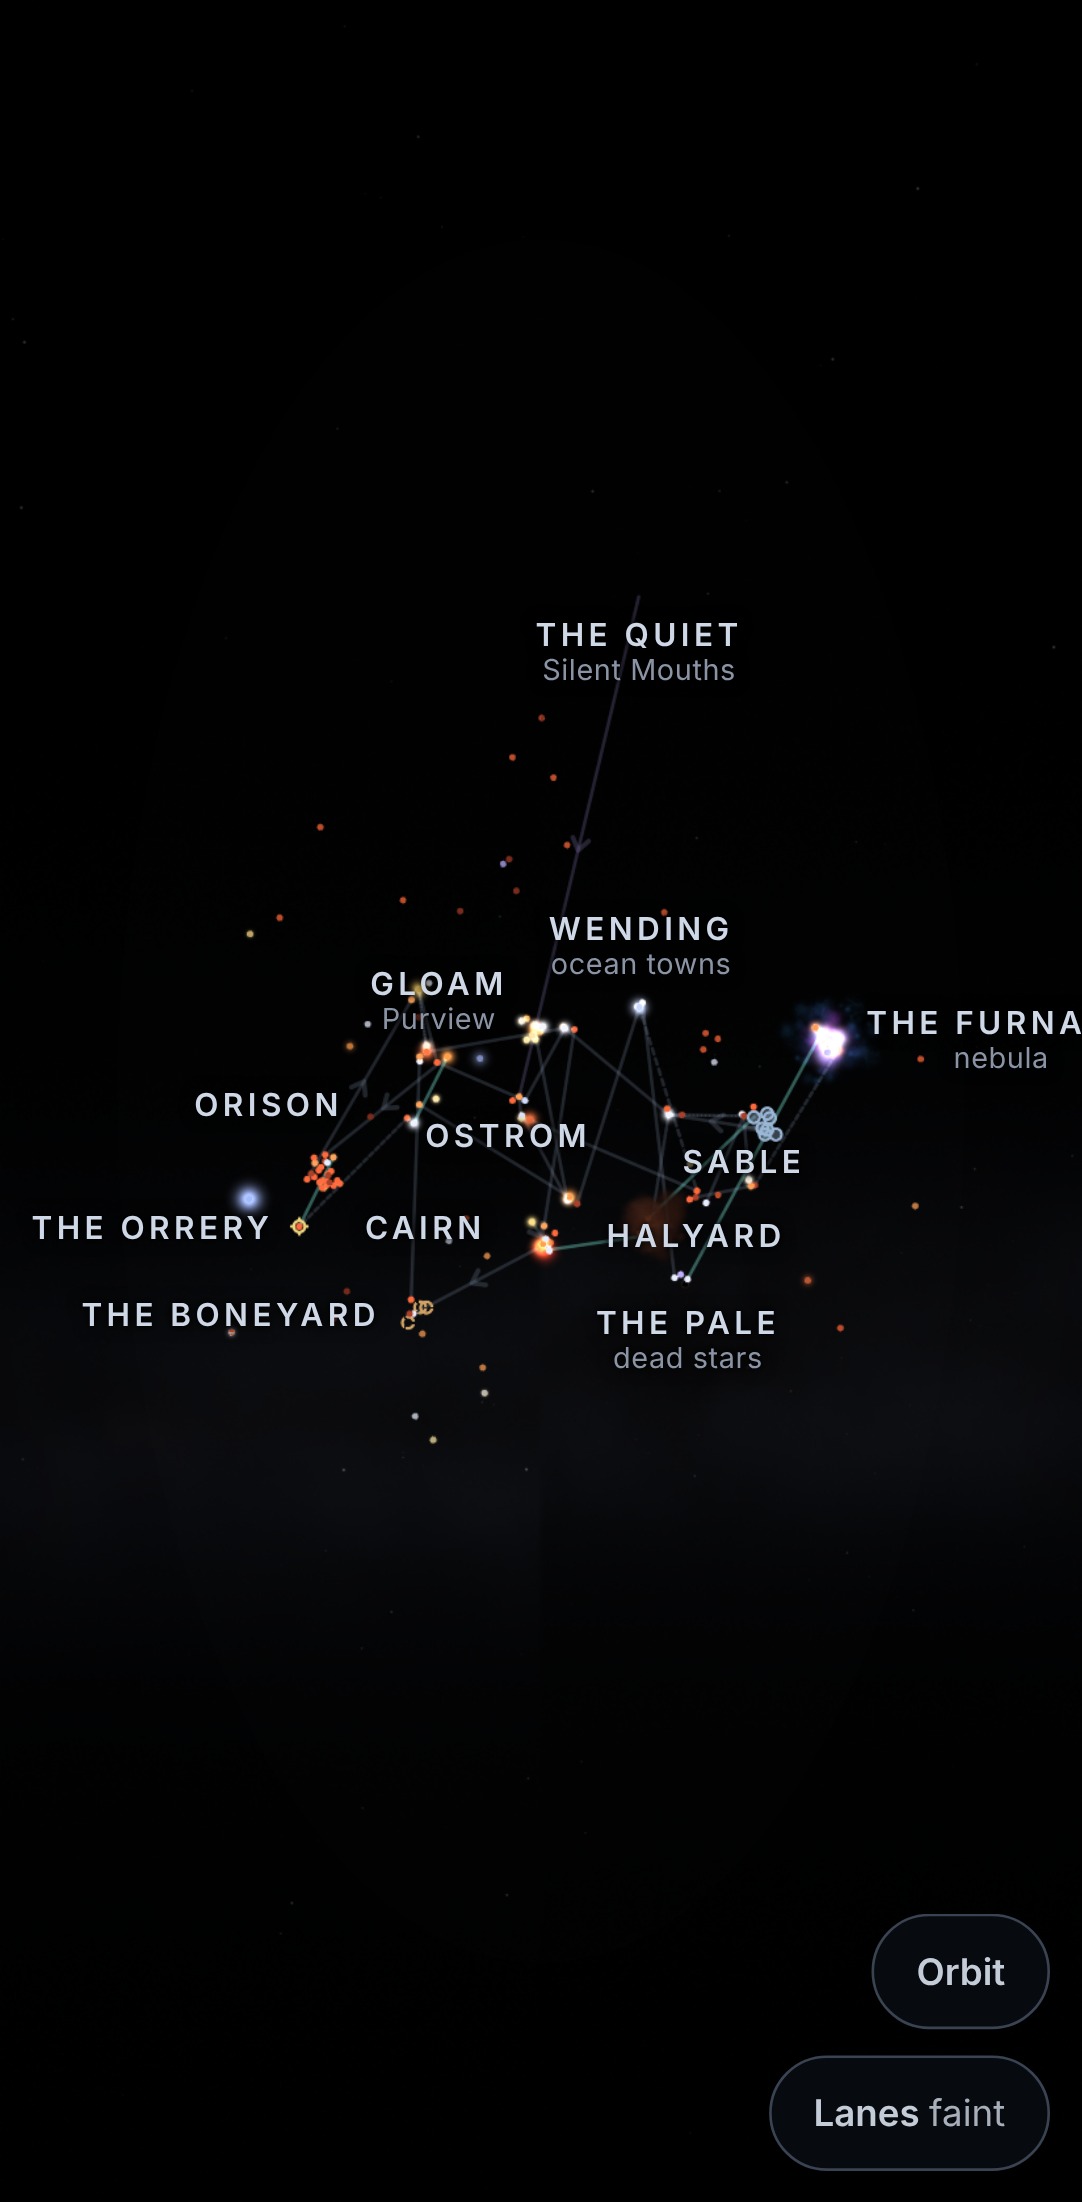 THE QUIET
Silent Mouths
WENDING
ocean towns
GLOAM
Purview
THE FURNA
nebula
ORISON
OSTROM
SABLE
THE ORRERY
CAIRN
HALYARD
THE BONEYARD
THE PALE
dead stars
Orbit
Lanes faint